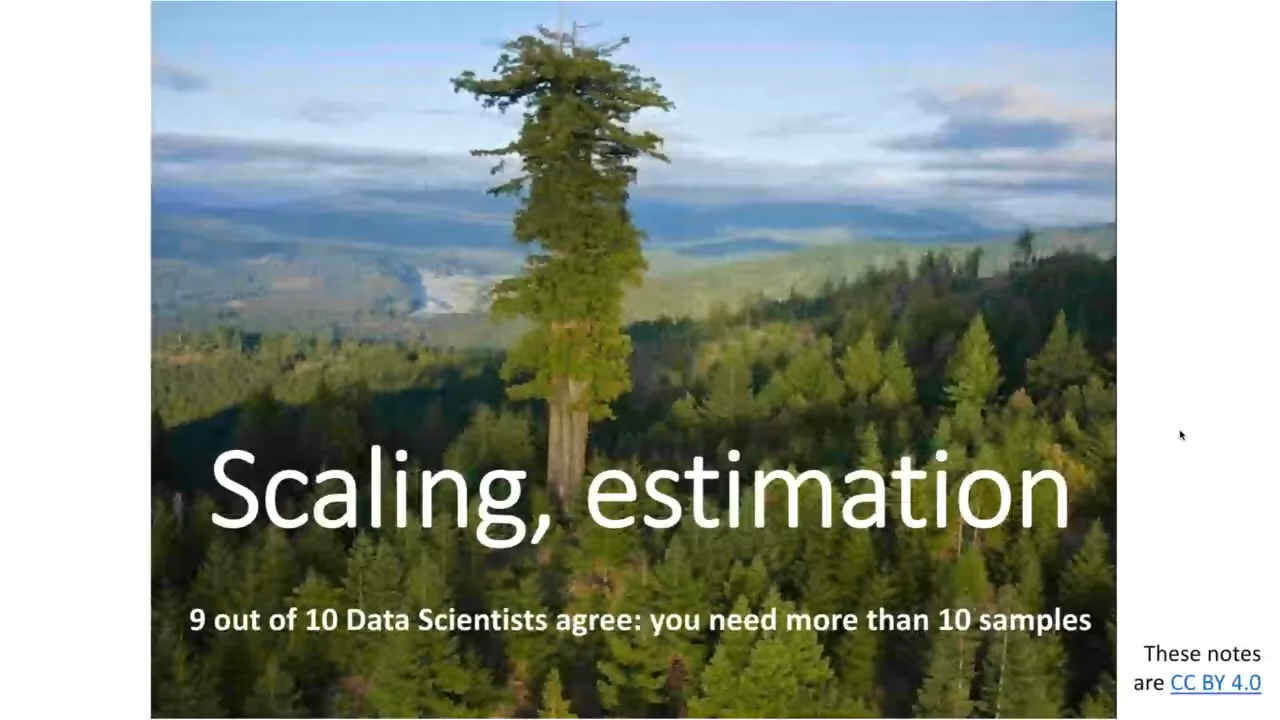 Scaling, estimation
9 out of 10 Data Scientists agree: you need more than 10 samples
These notes
are CC BY 4.0